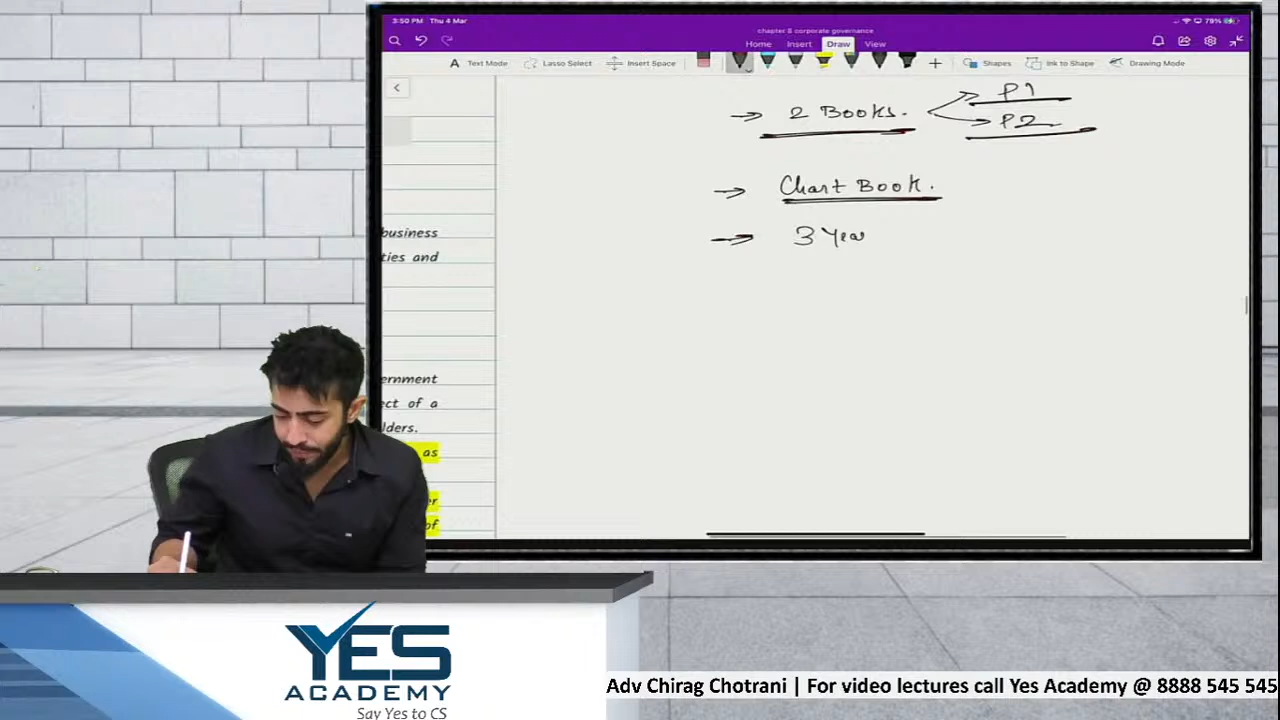 3:50 PM Thu 4 Mar
79%
chapter 8 corporate governance
Home Insert Draw View
Text Mode Lasso Select Insert Space Shapes Ink to Shape Drawing Mode
→ 2 Books.
P1
P2
→ Chart Book.
→ 3 Year
business
ties and
ernment
ect of a
lders.
as
er
of
YES
ACADEMY
Say Yes to CS
Adv Chirag Chotrani | For video lectures call Yes Academy @ 8888 545 545